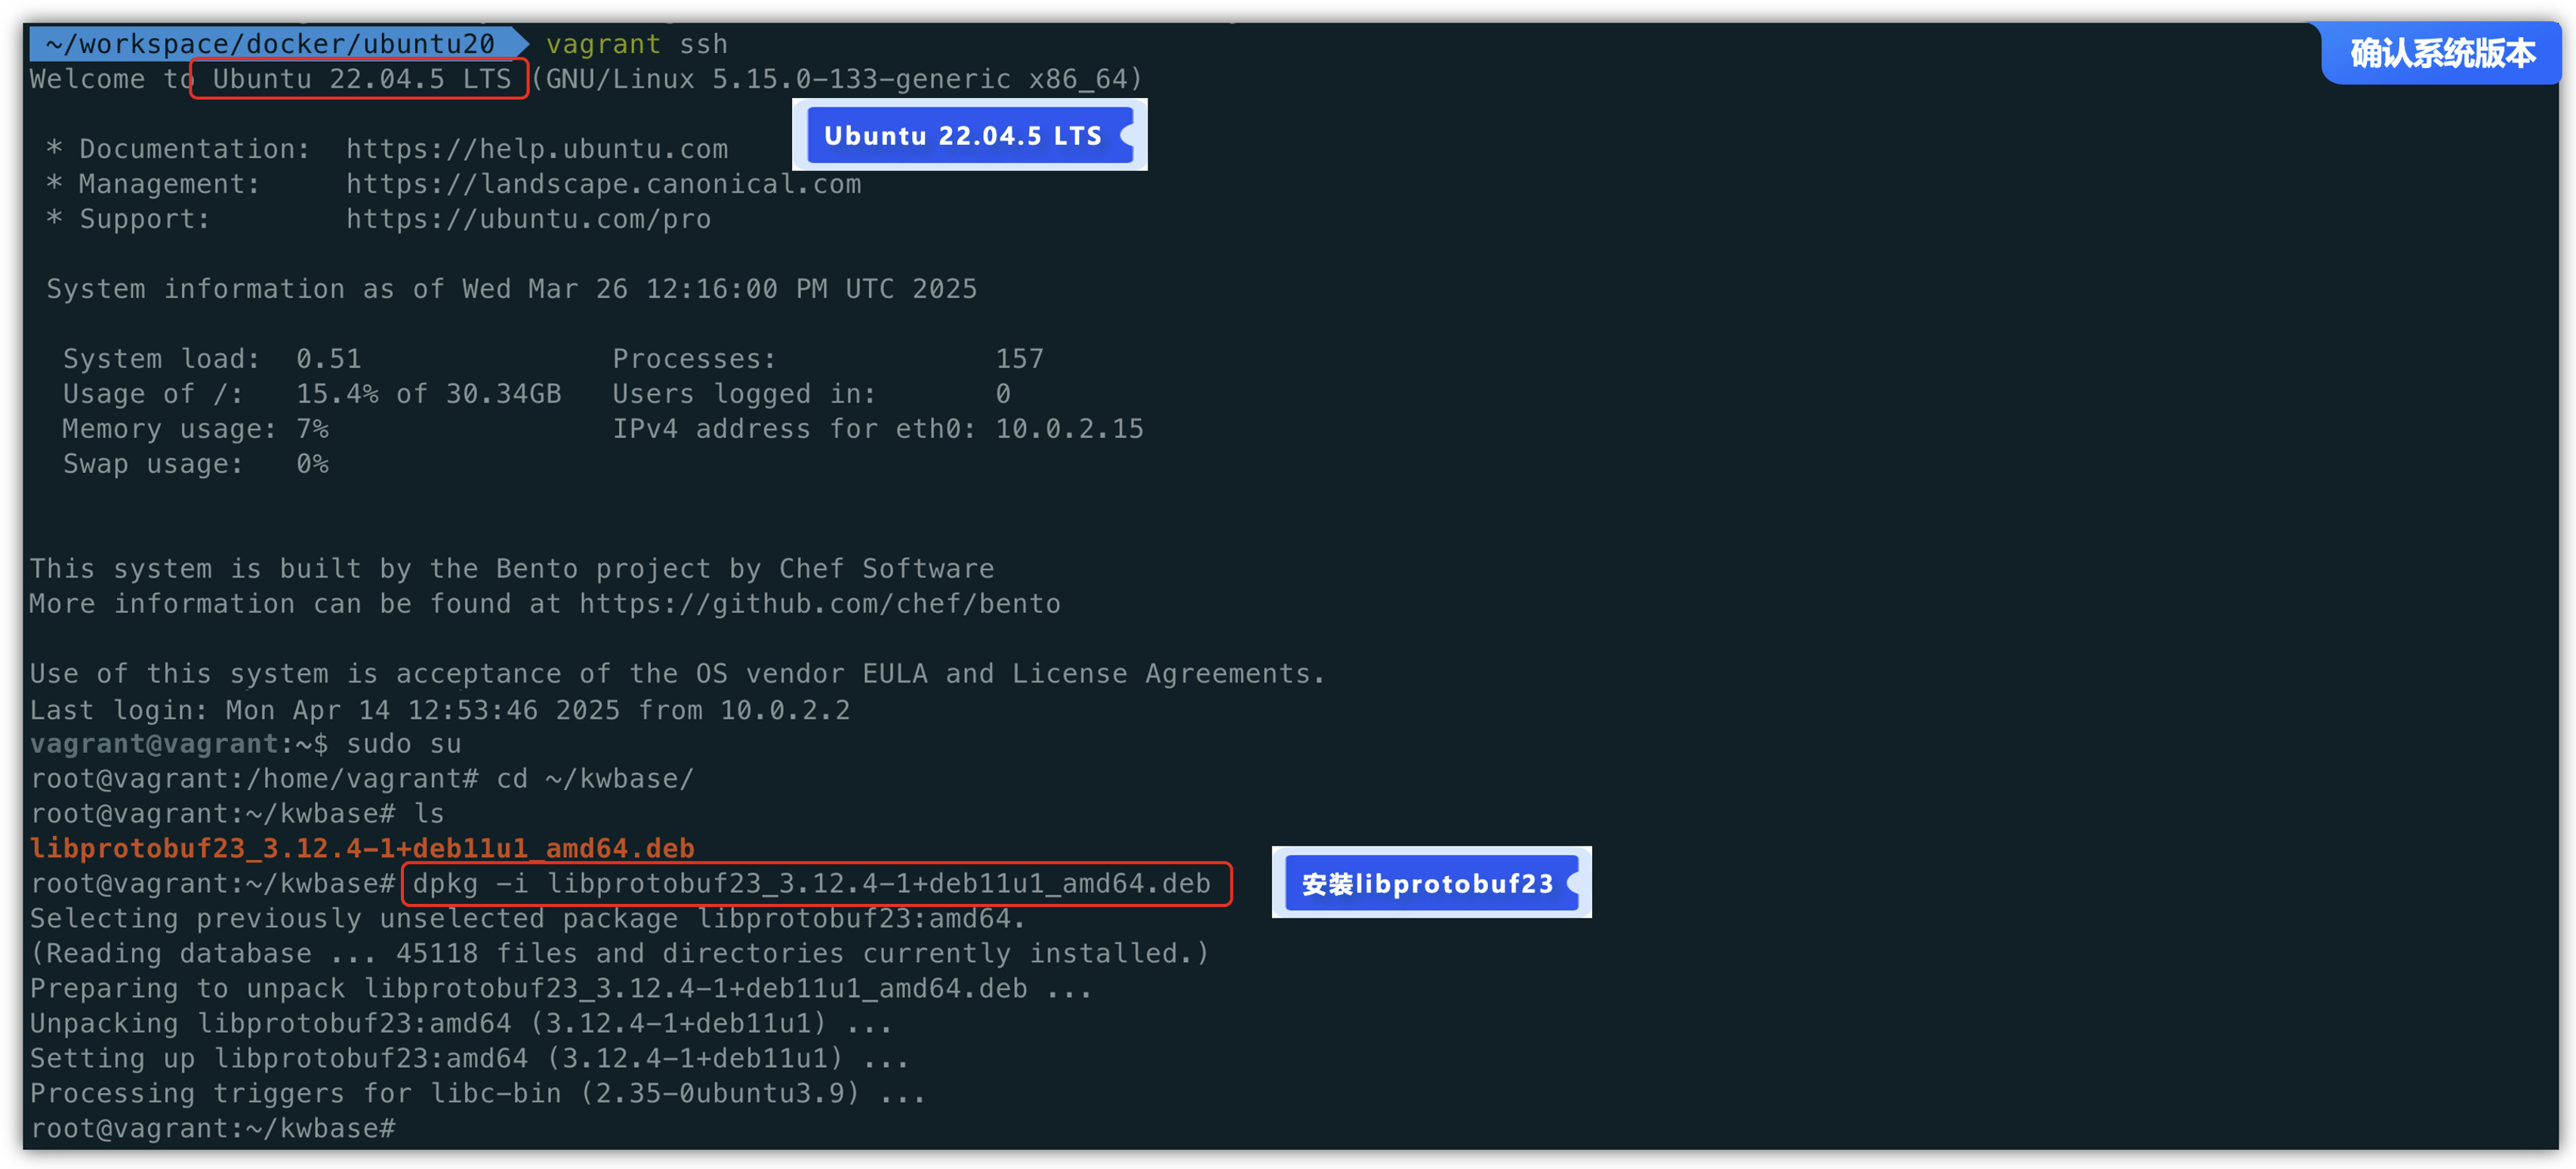 ~/workspace/docker/ubuntu20 vagrant ssh
确认系统版本
Welcome to Ubuntu 22.04.5 LTS (GNU/Linux 5.15.0-133-generic x86_64)
Ubuntu 22.04.5 LTS
* Documentation: https://help.ubuntu.com
* Management: https://landscape.canonical.com
* Support: https://ubuntu.com/pro
System information as of Wed Mar 26 12:16:00 PM UTC 2025
System load: 0.51 Processes: 157
Usage of /: 15.4% of 30.34GB Users logged in: 0
Memory usage: 7% IPv4 address for eth0: 10.0.2.15
Swap usage: 0%
This system is built by the Bento project by Chef Software
More information can be found at https://github.com/chef/bento
Use of this system is acceptance of the OS vendor EULA and License Agreements.
Last login: Mon Apr 14 12:53:46 2025 from 10.0.2.2
vagrant@vagrant:~$ sudo su
root@vagrant:/home/vagrant# cd ~/kwbase/
root@vagrant:~/kwbase# ls
libprotobuf23_3.12.4-1+deb11u1_amd64.deb
root@vagrant:~/kwbase# dpkg -i libprotobuf23_3.12.4-1+deb11u1_amd64.deb
安装libprotobuf23
Selecting previously unselected package libprotobuf23:amd64.
(Reading database ... 45118 files and directories currently installed.)
Preparing to unpack libprotobuf23_3.12.4-1+deb11u1_amd64.deb ...
Unpacking libprotobuf23:amd64 (3.12.4-1+deb11u1) ...
Setting up libprotobuf23:amd64 (3.12.4-1+deb11u1) ...
Processing triggers for libc-bin (2.35-0ubuntu3.9) ...
root@vagrant:~/kwbase#